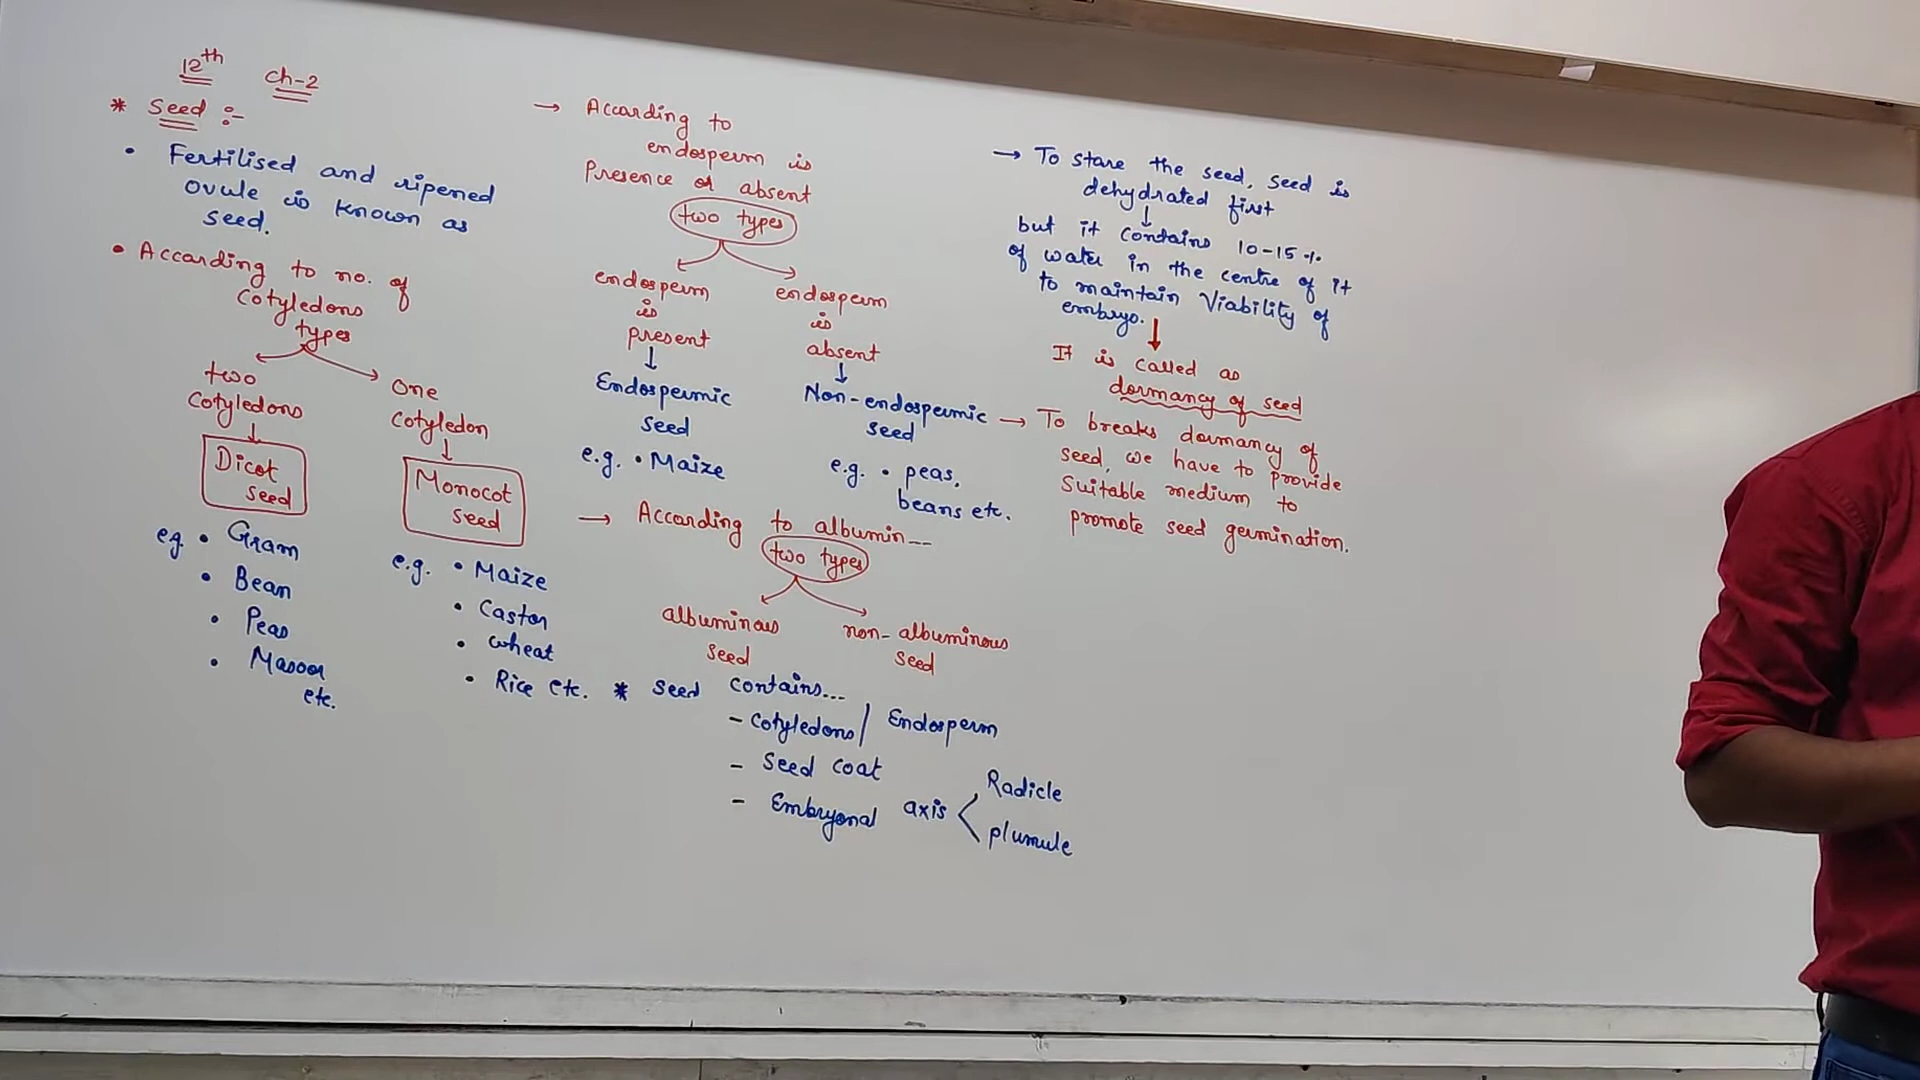 12th ch-2
* Seed :-
• Fertilised and ripened
ovule is known as
seed.
• According to no. of
cotyledons
types
two
cotyledons
Dicot
seed
eg. • Gram
• Bean
• Peas
• Masoor
etc.
One
cotyledon
Monocot
seed
e.g. • Maize
• Castor
• wheat
• Rice etc.
→ According to
endosperm is
Presence or absent
two types
endosperm
is
present
↓
Endospermic
seed
e.g. • Maize
endosperm
is
absent
↓
Non-endospermic
seed
e.g. • peas,
beans etc.
→ According to albumin--
two types
albuminous
seed
non-albuminous
seed
* Seed contains...
- Cotyledons / Endosperm
- Seed coat
- Embryonal axis < Radicle
plumule
→ To store the seed, seed is
dehydrated first
↓
but it contains 10-15%
of water in the centre of it
to maintain Viability of
embryo. ↓
It is called as
dormancy of seed
→ To breaks dormancy of
seed, we have to provide
suitable medium to
promote seed germination.